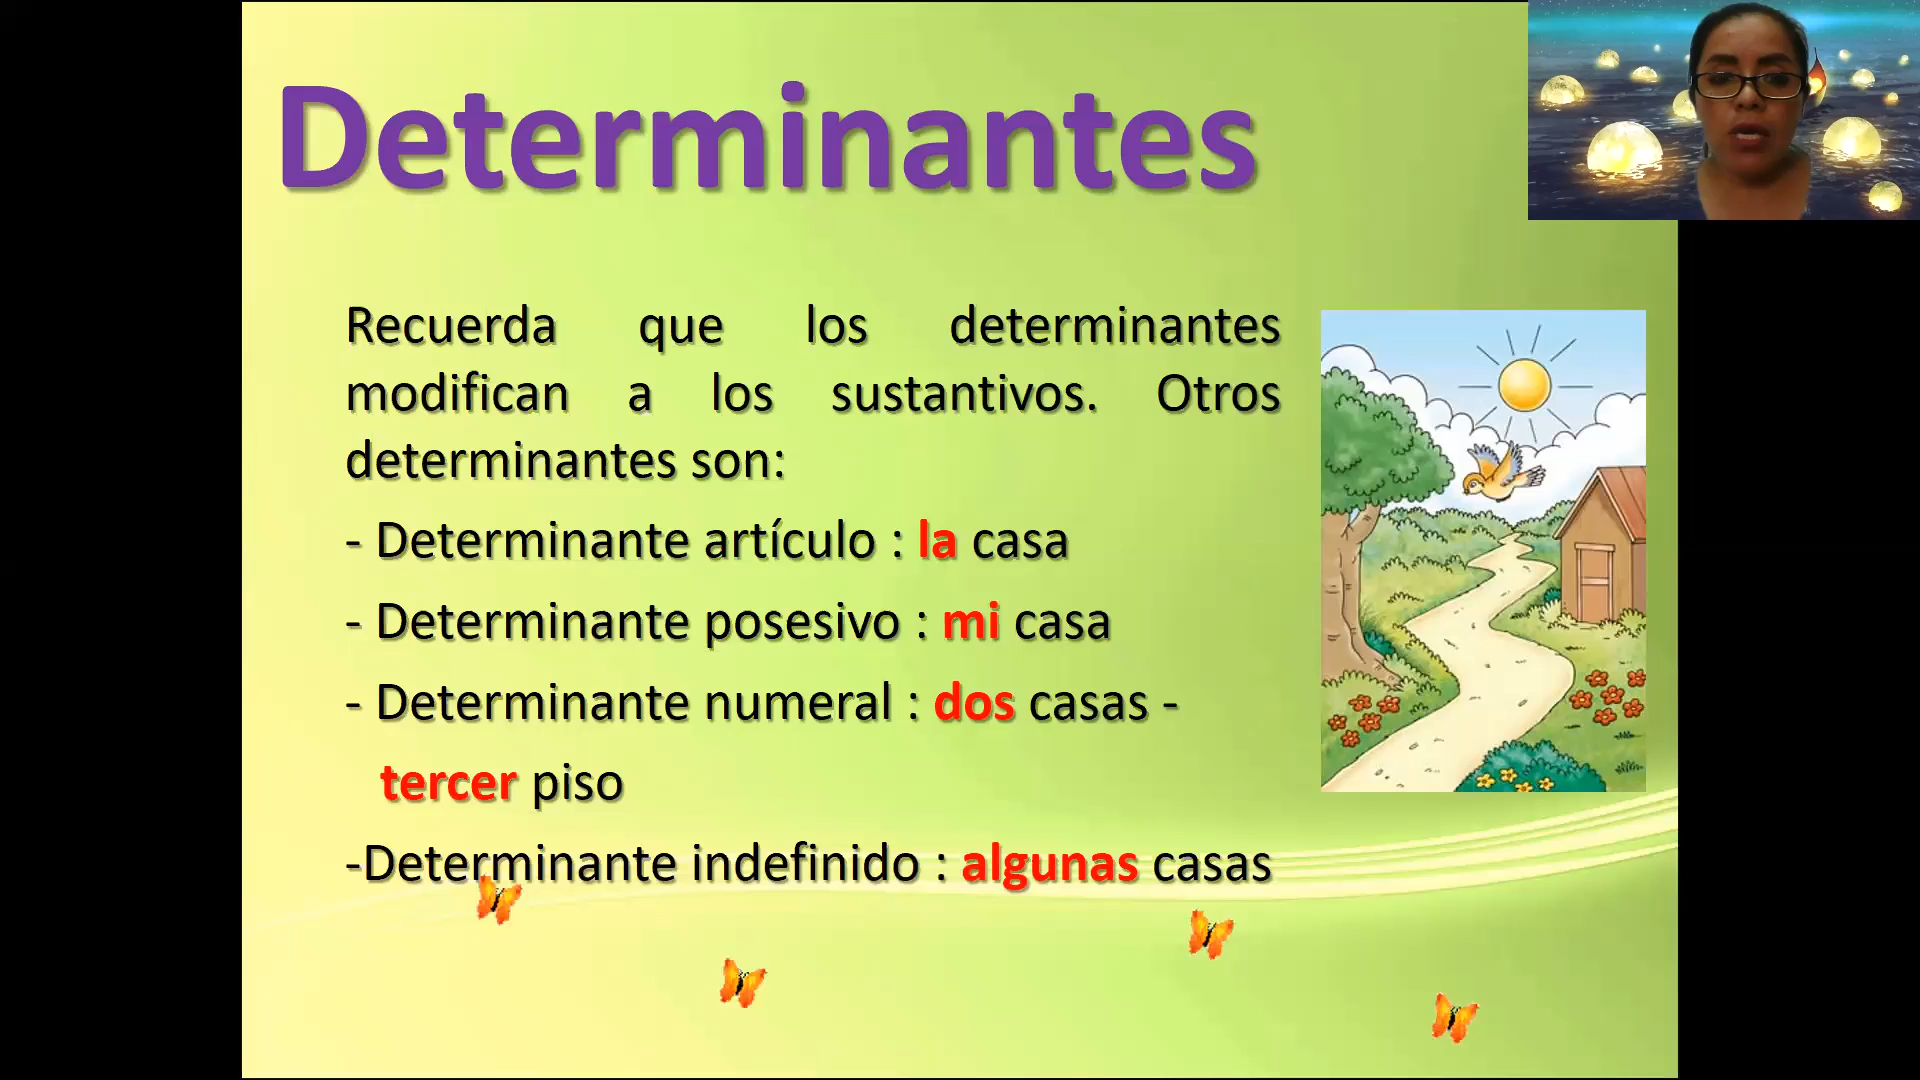 Determinantes
Recuerda que los determinantes
modifican a los sustantivos. Otros
determinantes son:
- Determinante artículo : la casa
- Determinante posesivo : mi casa
- Determinante numeral : dos casas -
tercer piso
-Determinante indefinido : algunas casas